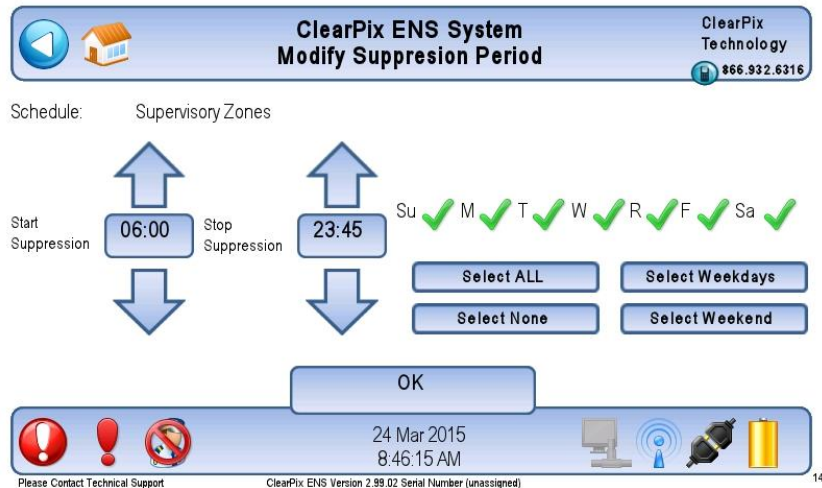 ClearPix ENS System
Modify Suppresion Period
ClearPix
Technology
866.932.6316
Schedule: Supervisory Zones
Start
Suppression
06:00
Stop
Suppression
23:45
Su M T W R F Sa
Select ALL
Select Weekdays
Select None
Select Weekend
OK
24 Mar 2015
8:46:15 AM
Please Contact Technical Support
ClearPix ENS Version 2.99.02 Serial Number (unassigned)
14